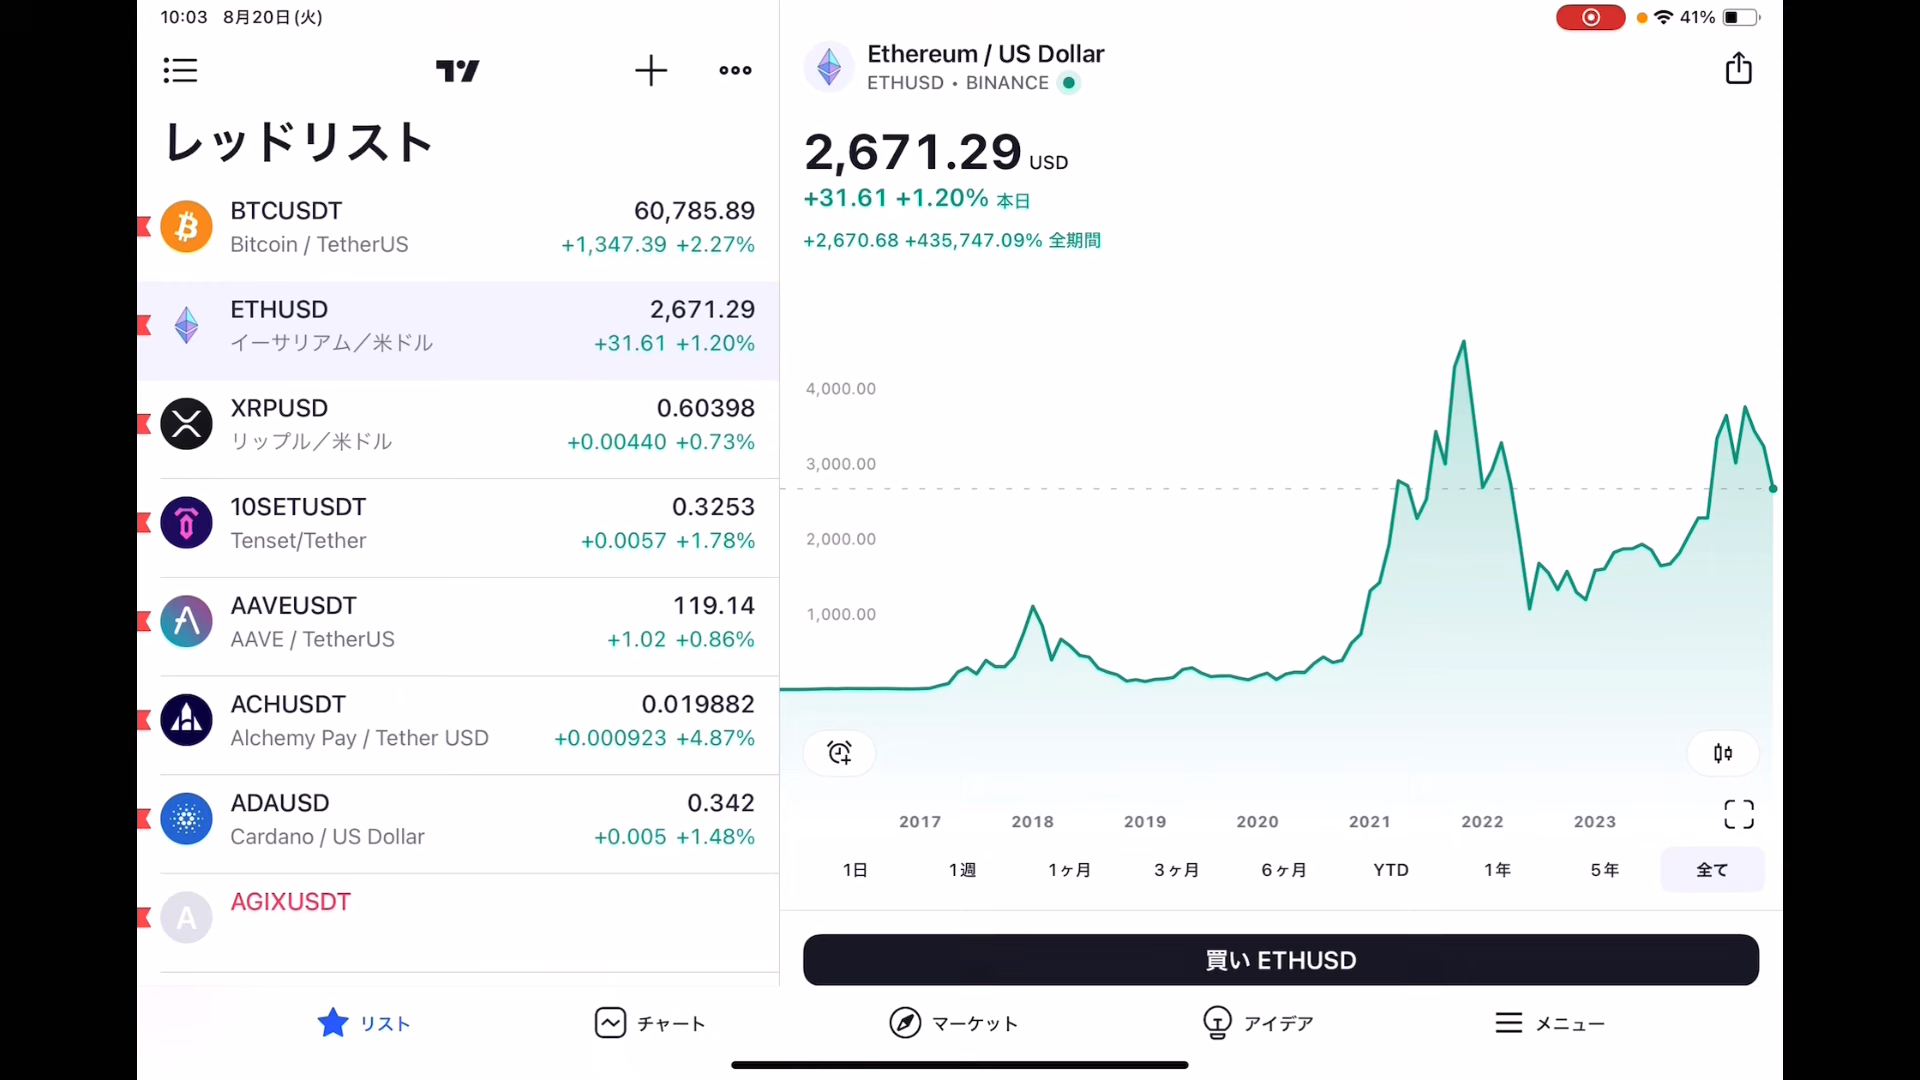 10:03 8月20日(火)
41%
レッドリスト
BTCUSDT 60,785.89
Bitcoin / TetherUS +1,347.39 +2.27%
ETHUSD 2,671.29
イーサリアム／米ドル +31.61 +1.20%
XRPUSD 0.60398
リップル／米ドル +0.00440 +0.73%
10SETUSDT 0.3253
Tenset/Tether +0.0057 +1.78%
AAVEUSDT 119.14
AAVE / TetherUS +1.02 +0.86%
ACHUSDT 0.019882
Alchemy Pay / Tether USD +0.000923 +4.87%
ADAUSD 0.342
Cardano / US Dollar +0.005 +1.48%
A AGIXUSDT
Ethereum / US Dollar
ETHUSD • BINANCE
2,671.29 USD
+31.61 +1.20% 本日
+2,670.68 +435,747.09% 全期間
4,000.00
3,000.00
2,000.00
1,000.00
2017 2018 2019 2020 2021 2022 2023
1日 1週 1ヶ月 3ヶ月 6ヶ月 YTD 1年 5年 全て
買い ETHUSD
リスト チャート マーケット アイデア メニュー